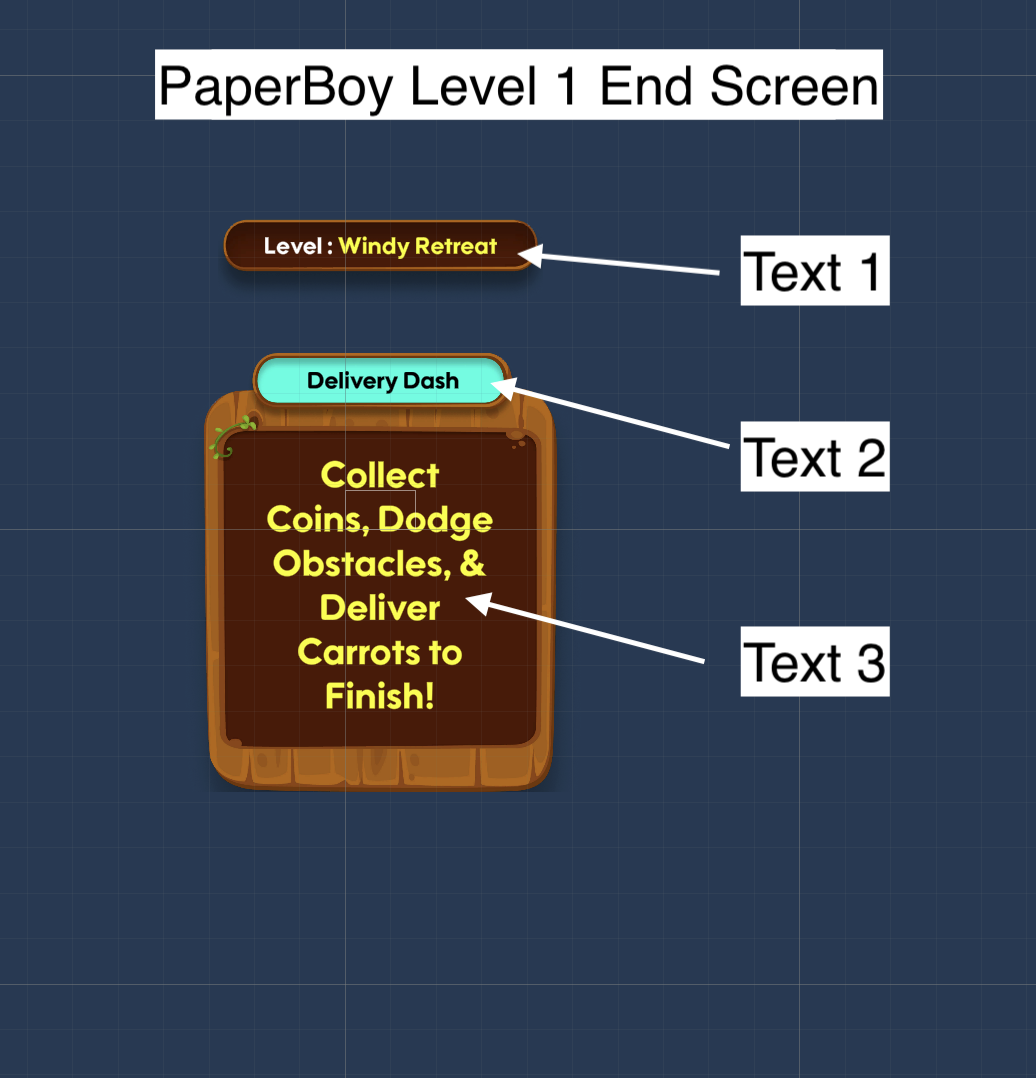 PaperBoy Level 1 End Screen
Level : Windy Retreat
Text 1
Delivery Dash
Text 2
Collect
Coins, Dodge
Obstacles, &
Deliver
Carrots to
Finish!
Text 3